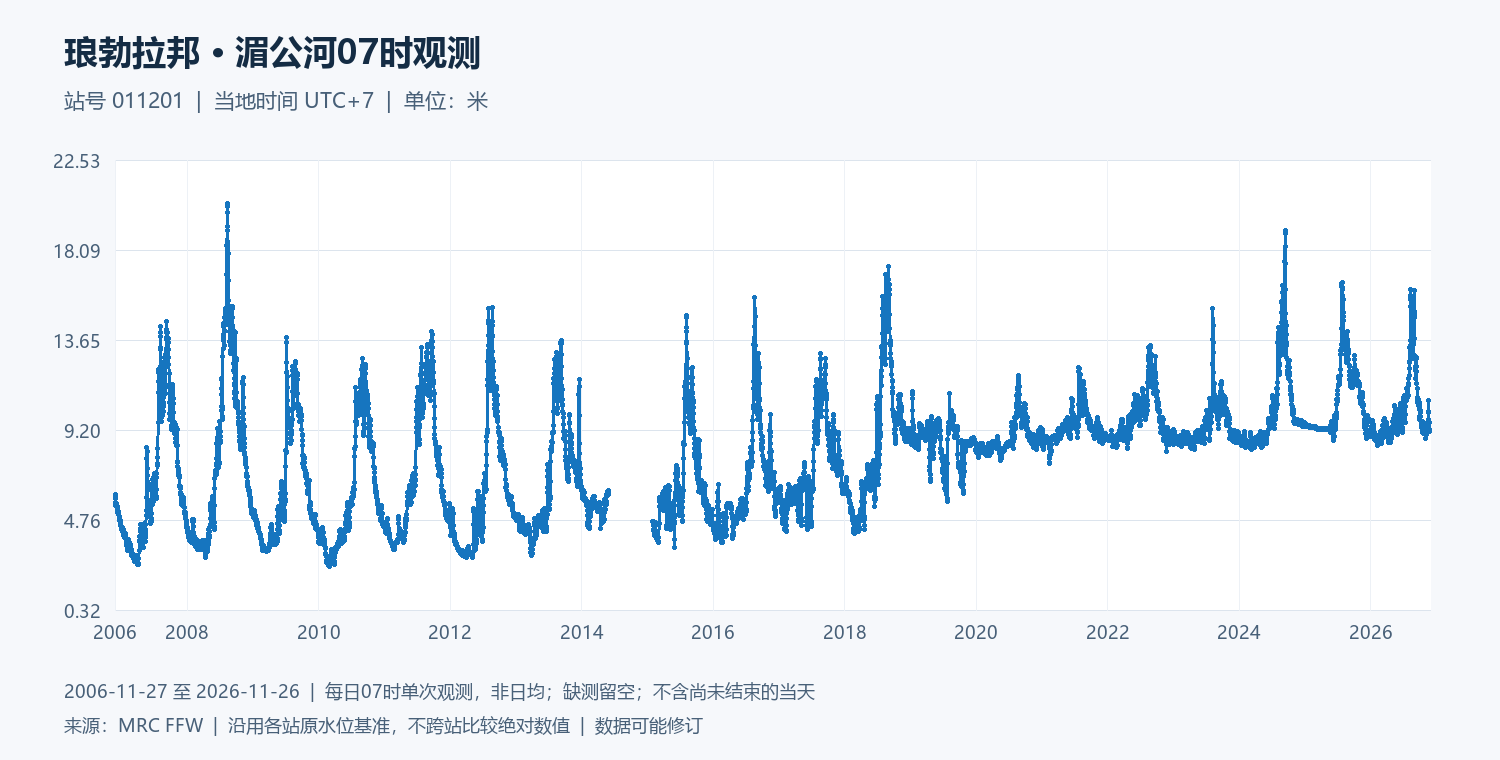 琅勃拉邦 • 湄公河07时观测
站号 011201 | 当地时间 UTC+7 | 单位：米
22.53
18.09
13.65
9.20
4.76
0.32
2006 2008 2010 2012 2014 2016 2018 2020 2022 2024 2026
2006-11-27 至 2026-11-26 | 每日07时单次观测，非日均；缺测留空；不含尚未结束的当天
来源：MRC FFW | 沿用各站原水位基准，不跨站比较绝对数值 | 数据可能修订